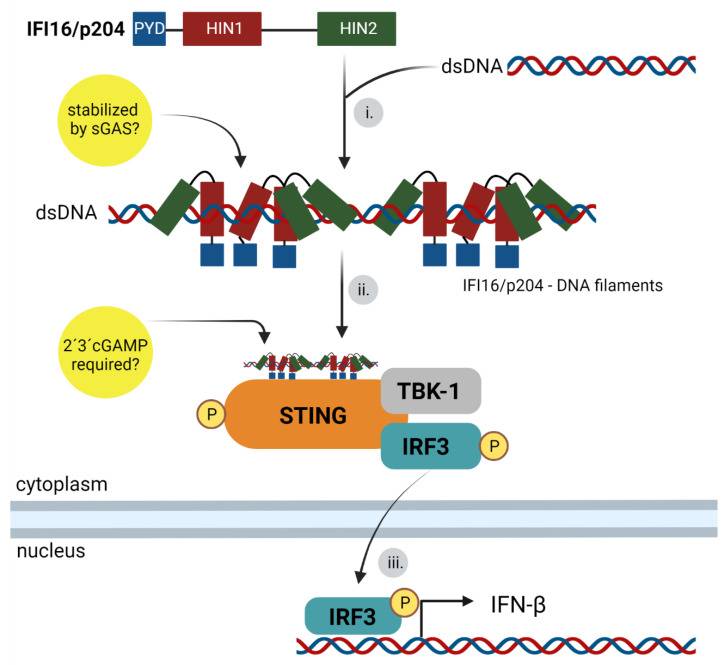 IFI16/p204 PYD HIN1 HIN2
dsDNA
stabilized
by sGAS?
i.
dsDNA
IFI16/p204 - DNA filaments
ii.
2´3´cGAMP
required?
TBK-1
P STING
IRF3 P
cytoplasm
nucleus
iii.
IRF3 P IFN-β